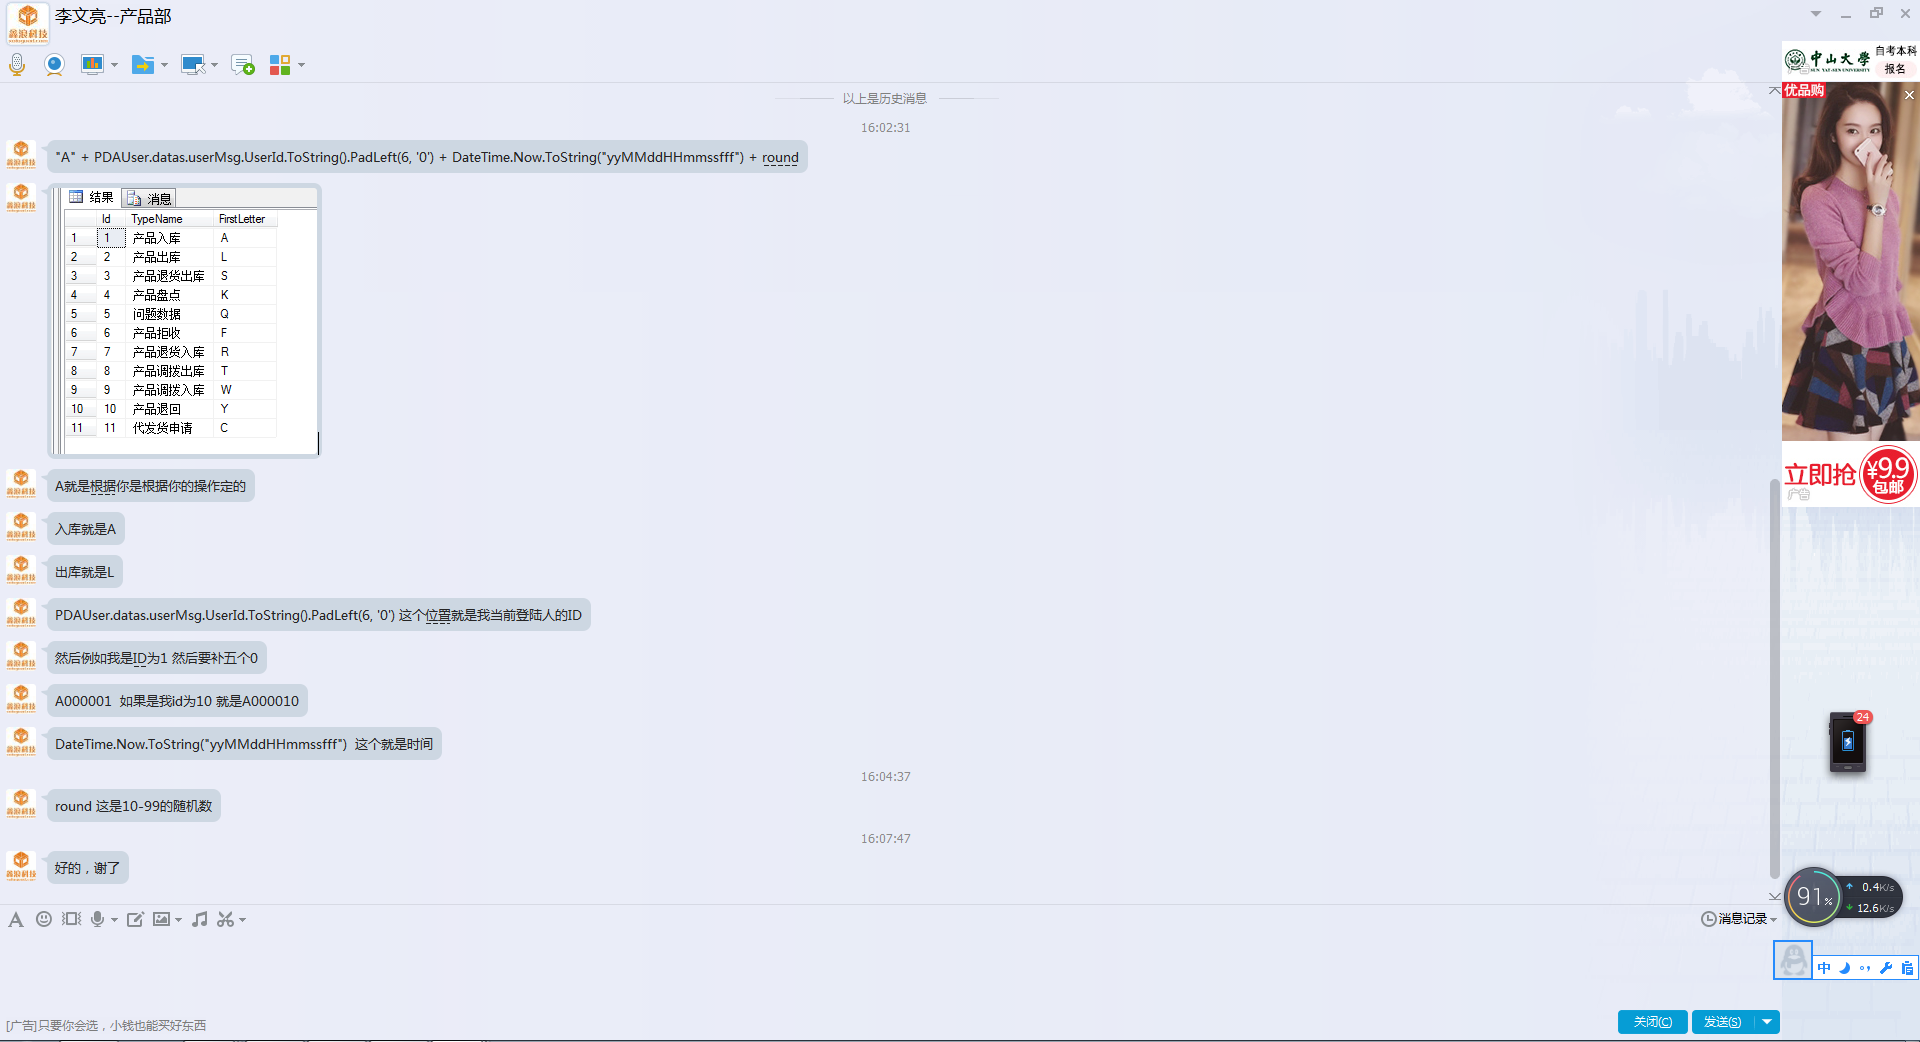 李文亮--产品部
鑫浪科技
中山大学
SUN YAT-SEN UNIVERSITY
自考本科
报名
优品购
以上是历史消息
16:02:31
"A" + PDAUser.datas.userMsg.UserId.ToString().PadLeft(6, '0') + DateTime.Now.ToString("yyMMddHHmmssfff") + round
结果 消息
Id TypeName FirstLetter
1 1 产品入库 A
2 2 产品出库 L
3 3 产品退货出库 S
4 4 产品盘点 K
5 5 问题数据 Q
6 6 产品拒收 F
7 7 产品退货入库 R
8 8 产品调拨出库 T
9 9 产品调拨入库 W
10 10 产品退回 Y
11 11 代发货申请 C
A就是根据你是根据你的操作定的
入库就是A
出库就是L
PDAUser.datas.userMsg.UserId.ToString().PadLeft(6, '0') 这个位置就是我当前登陆人的ID
然后例如我是ID为1 然后要补五个0
A000001 如果是我id为10 就是A000010
DateTime.Now.ToString("yyMMddHHmmssfff") 这个就是时间
16:04:37
round 这是10-99的随机数
16:07:47
好的，谢了
立即抢
¥9.9
包邮
广告
24
91%
0.4K/s
12.6K/s
消息记录
中
[广告]只要你会选，小钱也能买好东西
关闭(C)
发送(S)